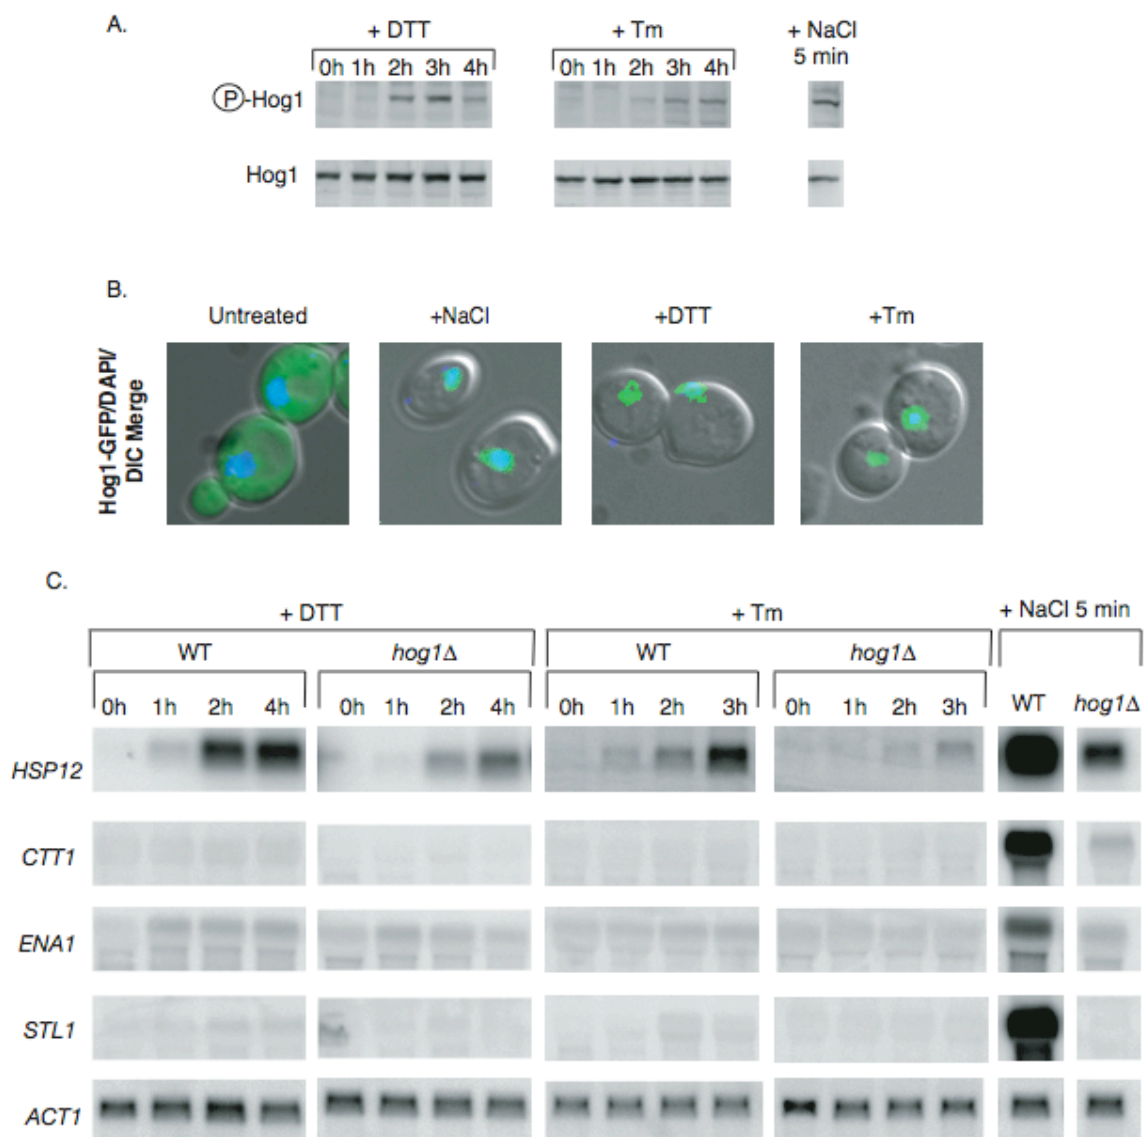 A.
+ DTT
+ Tm
+ NaCl
5 min
0h 1h 2h 3h 4h
0h 1h 2h 3h 4h
Ⓟ-Hog1
Hog1
B.
Untreated
+NaCl
+DTT
+Tm
Hog1-GFP/DAPI/
DIC Merge
C.
+ DTT
+ Tm
+ NaCl 5 min
WT
hog1Δ
WT
hog1Δ
0h 1h 2h 4h
0h 1h 2h 4h
0h 1h 2h 3h
0h 1h 2h 3h
WT
hog1Δ
HSP12
CTT1
ENA1
STL1
ACT1